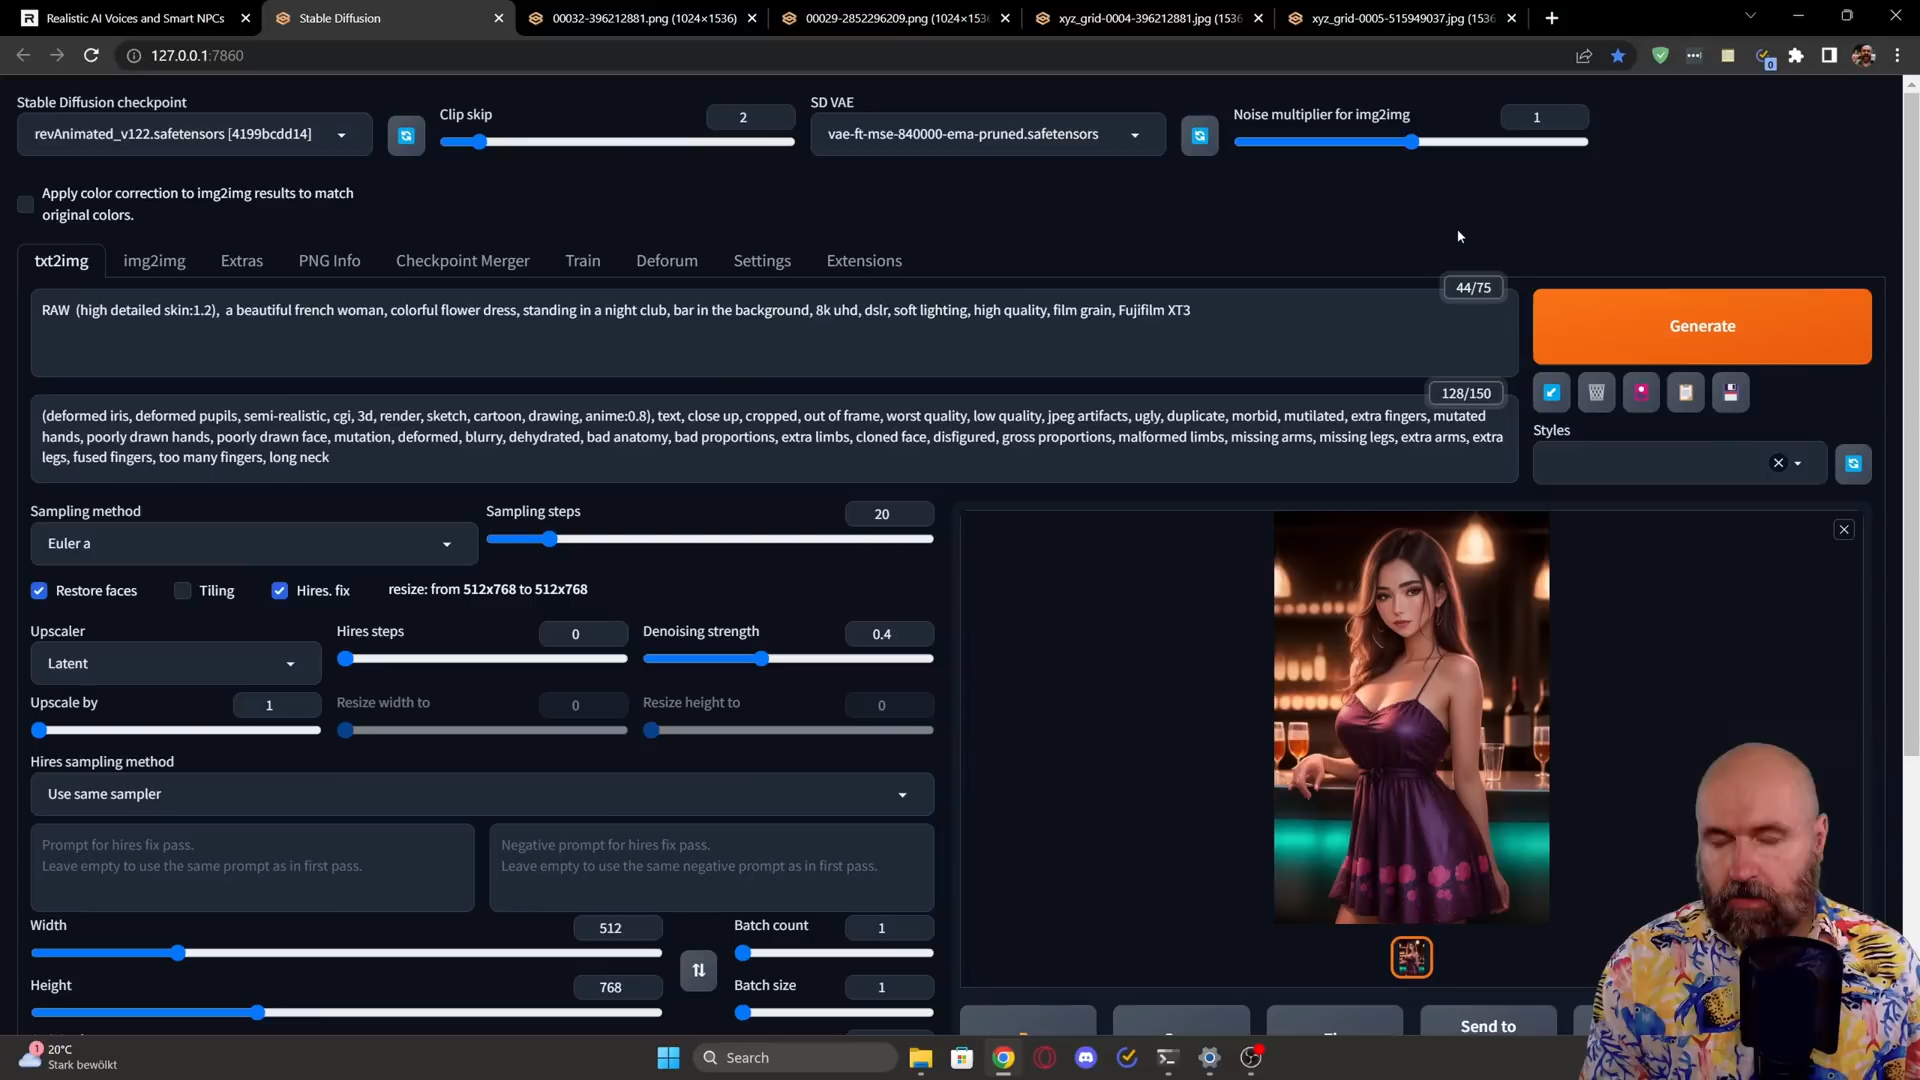 Realistic AI Voices and Smart NPCs
Stable Diffusion
00032-396212881.png (1024×1536)
00029-2852296209.png (1024×153
xyz_grid-0004-396212881.jpg (1536
xyz_grid-0005-515949037.jpg (1536
127.0.0.1:7860
0
Stable Diffusion checkpoint
revAnimated_v122.safetensors [4199bcdd14]
Clip skip
2
SD VAE
vae-ft-mse-840000-ema-pruned.safetensors
Noise multiplier for img2img
1
Apply color correction to img2img results to match
original colors.
txt2img
img2img
Extras
PNG Info
Checkpoint Merger
Train
Deforum
Settings
Extensions
44/75
RAW (high detailed skin:1.2), a beautiful french woman, colorful flower dress, standing in a night club, bar in the background, 8k uhd, dslr, soft lighting, high quality, film grain, Fujifilm XT3
Generate
128/150
(deformed iris, deformed pupils, semi-realistic, cgi, 3d, render, sketch, cartoon, drawing, anime:0.8), text, close up, cropped, out of frame, worst quality, low quality, jpeg artifacts, ugly, duplicate, morbid, mutilated, extra fingers, mutated
hands, poorly drawn hands, poorly drawn face, mutation, deformed, blurry, dehydrated, bad anatomy, bad proportions, extra limbs, cloned face, disfigured, gross proportions, malformed limbs, missing arms, missing legs, extra arms, extra
legs, fused fingers, too many fingers, long neck
Styles
Sampling method
Euler a
Sampling steps
20
Restore faces
Tiling
Hires. fix
resize: from 512x768 to 512x768
Upscaler
Latent
Hires steps
0
Denoising strength
0.4
Upscale by
1
Resize width to
0
Resize height to
0
Hires sampling method
Use same sampler
Prompt for hires fix pass.
Leave empty to use the same prompt as in first pass.
Negative prompt for hires fix pass.
Leave empty to use the same negative prompt as in first pass.
Width
512
Batch count
1
Height
768
Batch size
1
Send to
1
20°C
Stark bewölkt
Search